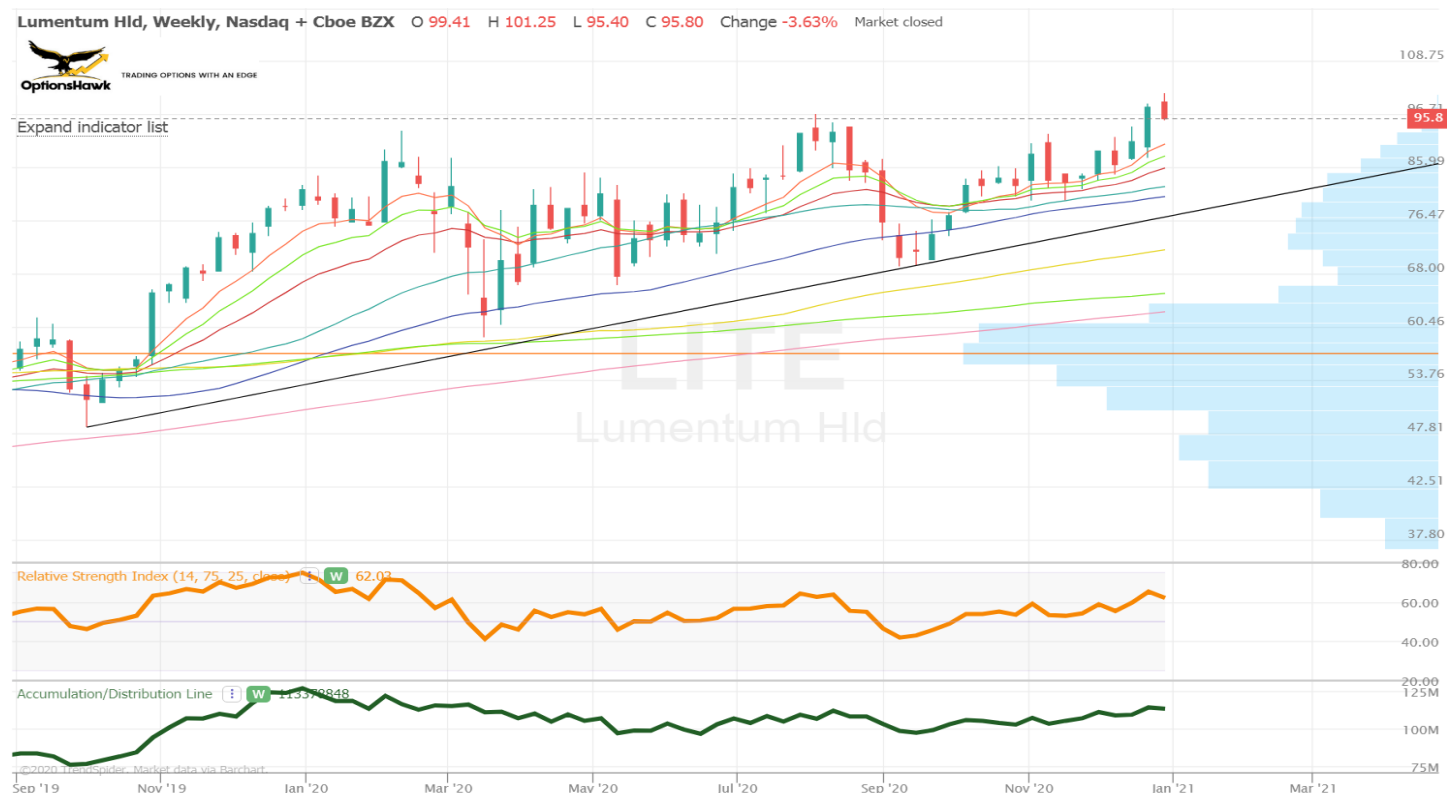 Lumentum Hld, Weekly, Nasdaq + Cboe BZX O 99.41 H 101.25 L 95.40 C 95.80 Change -3.63% Market closed
OptionsHawk
TRADING OPTIONS WITH AN EDGE
Expand indicator list
108.75
96.71
95.8
85.99
76.47
68.00
60.46
53.76
47.81
42.51
37.80
LITE
Lumentum Hld
Relative Strength Index (14, 75, 25, close) W 62.03
80.00
60.00
40.00
20.00
Accumulation/Distribution Line W 113379848
125M
100M
75M
©2020 TrendSpider. Market data via Barchart.
Sep '19 Nov '19 Jan '20 Mar '20 May '20 Jul '20 Sep '20 Nov '20 Jan '21 Mar '21